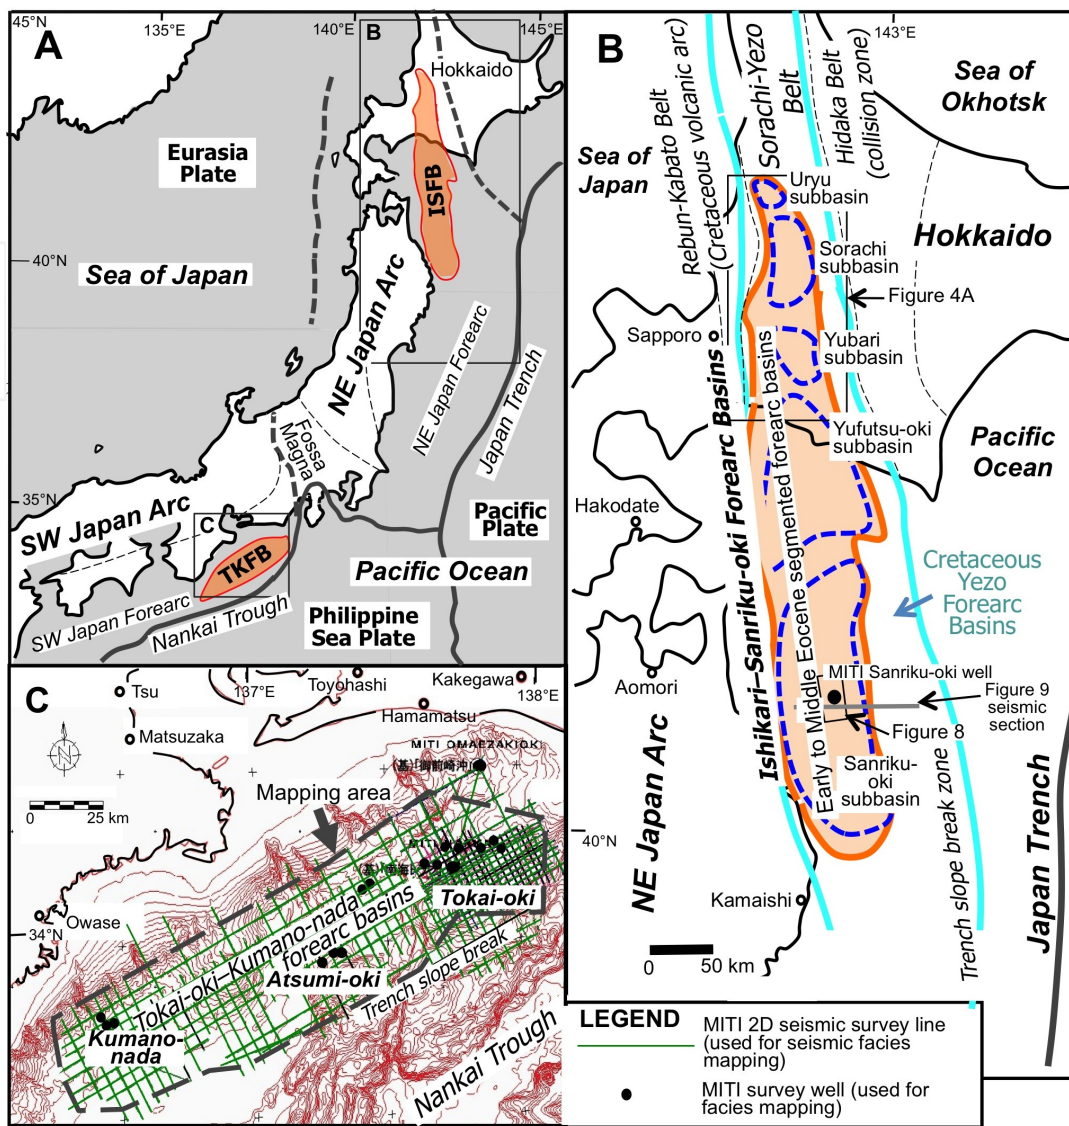 45°N
135°E
140°E
145°E
A
B
Hokkaido
Eurasia
Plate
ISFB
40°N
Sea of Japan
NE Japan Arc
NE Japan Forearc
Japan Trench
Fossa
Magna
35°N
SW Japan Arc
C
TKFB
Pacific
Plate
Pacific Ocean
SW Japan Forearc
Nankai Trough
Philippine
Sea Plate
B
143°E
Rebun-Kabato Belt
(Cretaceous volcanic arc)
Sorachi-Yezo
Belt
Hidaka Belt
(collision zone)
Sea of
Okhotsk
Sea of
Japan
Uryu
subbasin
Hokkaido
Sorachi
subbasin
Figure 4A
Sapporo
Yubari
subbasin
Yufutsu-oki
subbasin
Pacific
Ocean
Hakodate
Ishikari–Sanriku-oki Forearc Basins
Early to Middle Eocene segmented forearc basins
Cretaceous
Yezo
Forearc
Basins
Aomori
MITI Sanriku-oki well
Figure 9
seismic
section
Figure 8
Sanriku-
oki
subbasin
NE Japan Arc
40°N
Kamaishi
Trench slope break zone
Japan Trench
0
50 km
C
137°E
Toyohashi
Kakegawa
138°E
Tsu
Hamamatsu
Matsuzaka
N
MITI OMAEZAKIOKI
(基)「御前崎沖」
Mapping area
0
25 km
MITI
Tokai-oki
Owase
34°N
Tokai-oki–Kumano-nada
forearc basins
Atsumi-oki
Trench slope break
Kumano-
nada
Nankai Trough
LEGEND
MITI 2D seismic survey line
(used for seismic facies
mapping)
MITI survey well (used for
facies mapping)